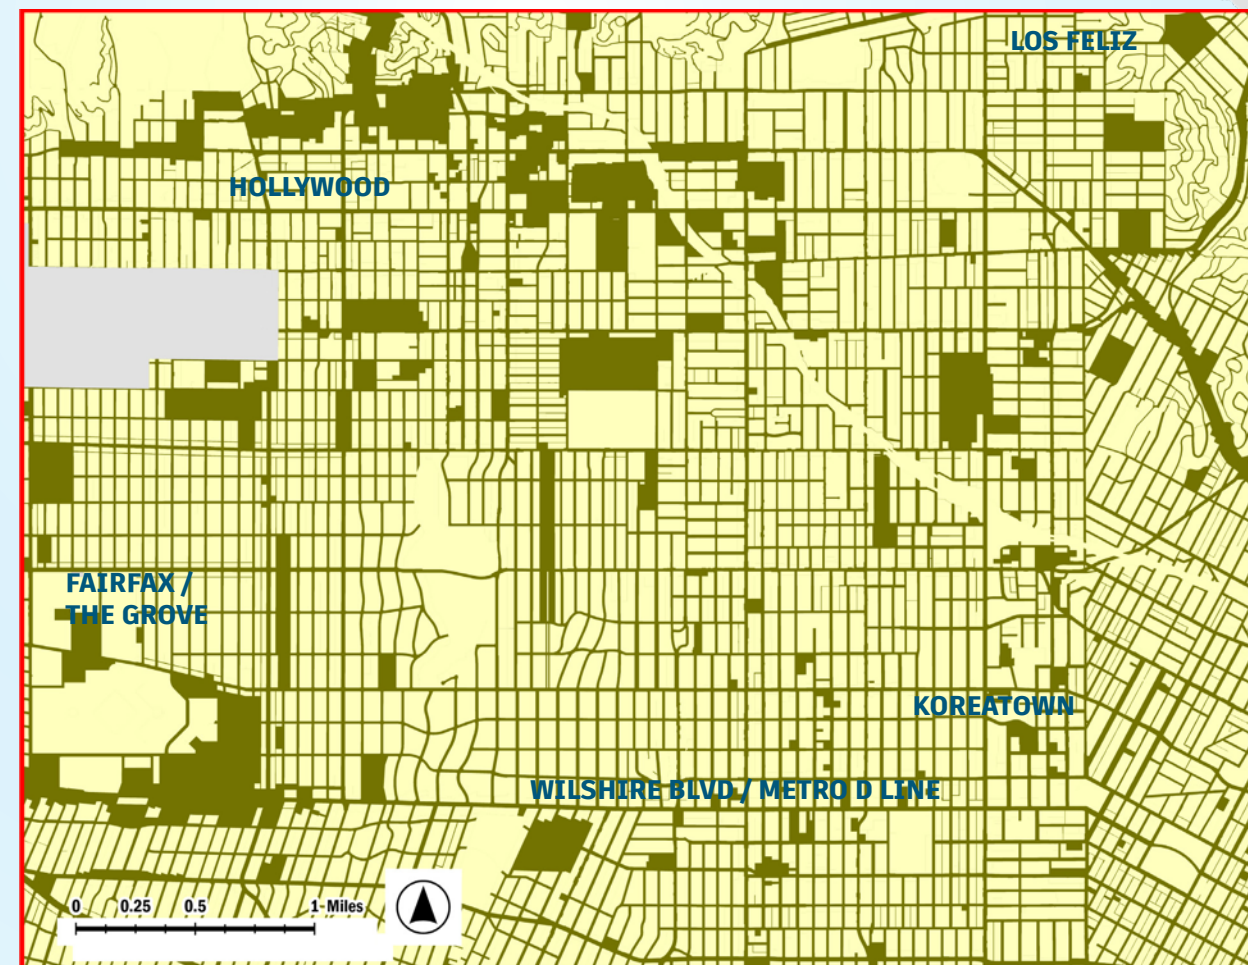 LOS FELIZ
HOLLYWOOD
FAIRFAX /
THE GROVE
KOREATOWN
WILSHIRE BLVD / METRO D LINE
0 0.25 0.5 1 Miles